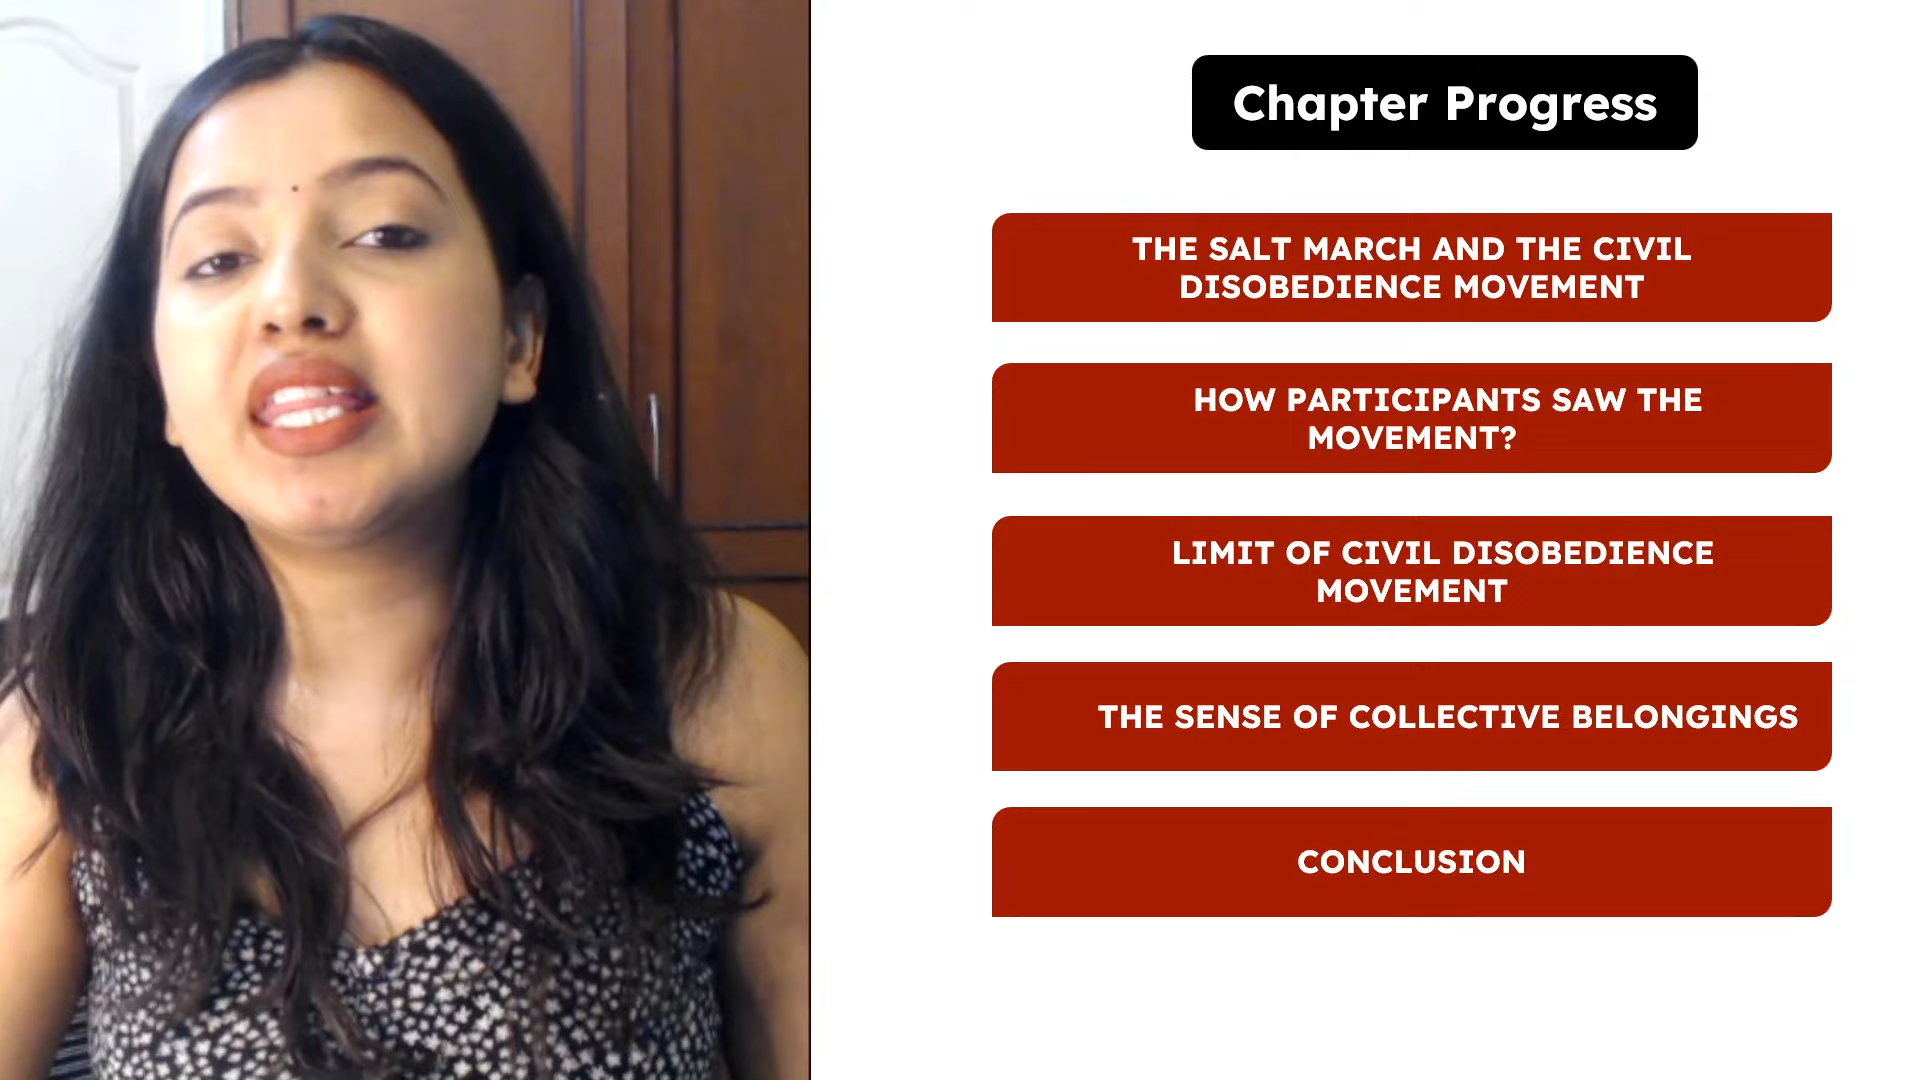 Chapter Progress
THE SALT MARCH AND THE CIVIL
DISOBEDIENCE MOVEMENT
HOW PARTICIPANTS SAW THE
MOVEMENT?
LIMIT OF CIVIL DISOBEDIENCE
MOVEMENT
THE SENSE OF COLLECTIVE BELONGINGS
CONCLUSION